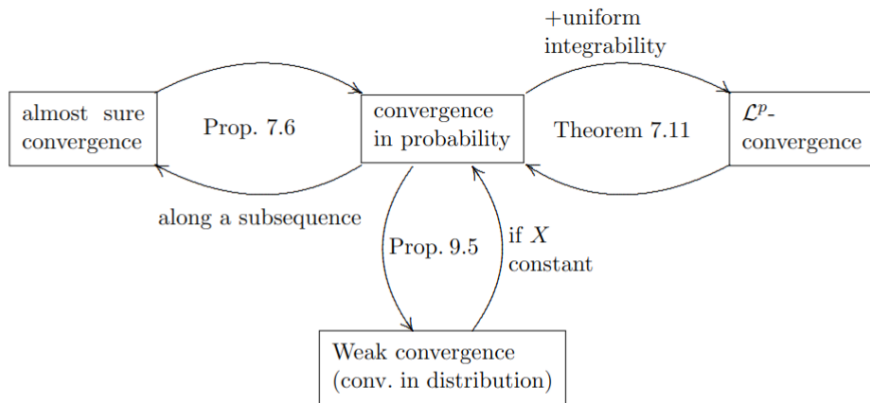 +uniform
integrability
almost sure
convergence
Prop. 7.6
convergence
in probability
Theorem 7.11
𝓛ᵖ-
convergence
along a subsequence
Prop. 9.5
if X
constant
Weak convergence
(conv. in distribution)